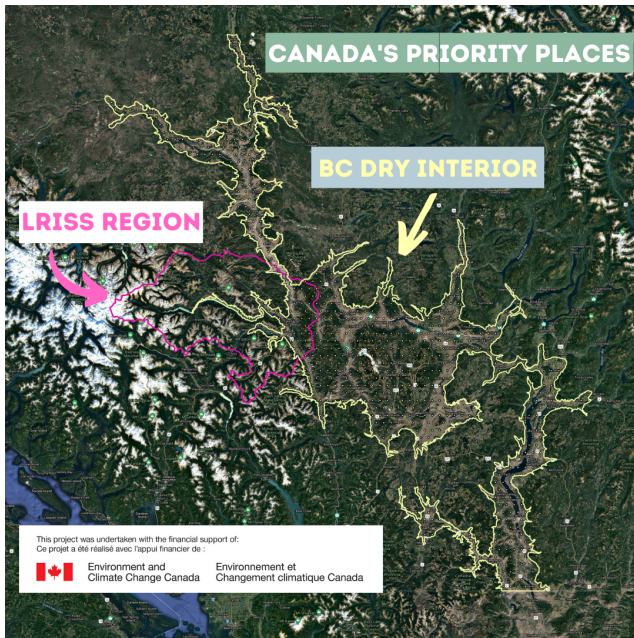 CANADA'S PRIORITY PLACES
BC DRY INTERIOR
LRISS REGION
This project was undertaken with the financial support of:
Ce projet a été réalisé avec l'appui financier de :
Environment and
Climate Change Canada
Environnement et
Changement climatique Canada